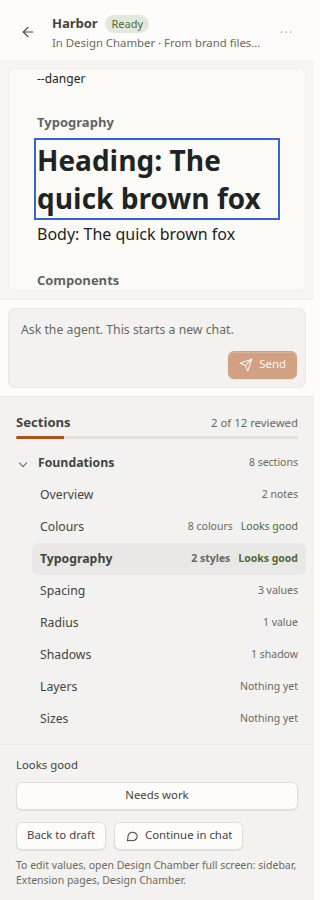 Harbor Ready
In Design Chamber · From brand files...
--danger
Typography
Heading: The
quick brown fox
Body: The quick brown fox
Components
Ask the agent. This starts a new chat.
Send
Sections 2 of 12 reviewed
Foundations 8 sections
Overview 2 notes
Colours 8 colours Looks good
Typography 2 styles Looks good
Spacing 3 values
Radius 1 value
Shadows 1 shadow
Layers Nothing yet
Sizes Nothing yet
Looks good
Needs work
Back to draft Continue in chat
To edit values, open Design Chamber full screen: sidebar,
Extension pages, Design Chamber.